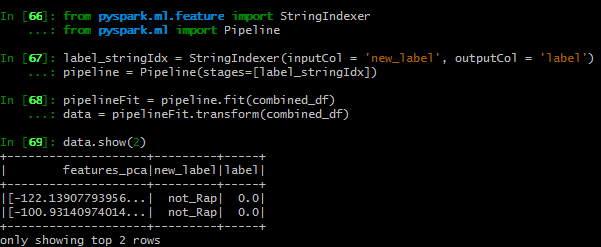 In [66]: from pyspark.ml.feature import StringIndexer
    ...: from pyspark.ml import Pipeline
In [67]: label_stringIdx = StringIndexer(inputCol = 'new_label', outputCol = 'label')
    ...: pipeline = Pipeline(stages=[label_stringIdx])
In [68]: pipelineFit = pipeline.fit(combined_df)
    ...: data = pipelineFit.transform(combined_df)
In [69]: data.show(2)
+--------------------+---------+-----+
|        features_pca|new_label|label|
+--------------------+---------+-----+
|[-122.13907793956...|  not_Rap|  0.0|
|[-100.93140974014...|  not_Rap|  0.0|
+--------------------+---------+-----+
only showing top 2 rows